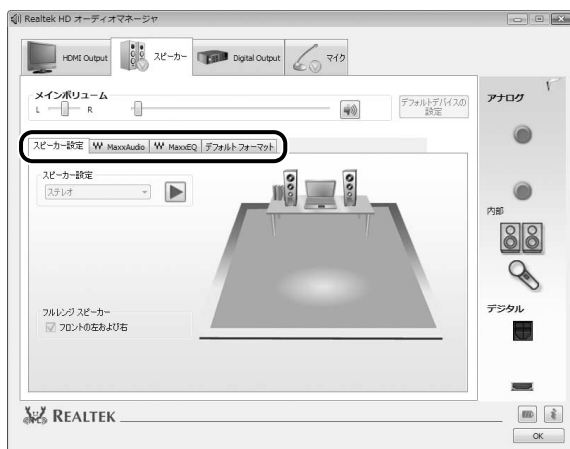 Realtek HD オーディオマネージャ
HDMI Output
スピーカー
Digital Output
マイク
メインボリューム
L R
デフォルトデバイスの
設定
スピーカー設定 MaxxAudio MaxxEQ デフォルトフォーマット
スピーカー設定
ステレオ
フルレンジ スピーカー
フロントの左および右
アナログ
内部
デジタル
REALTEK
OK